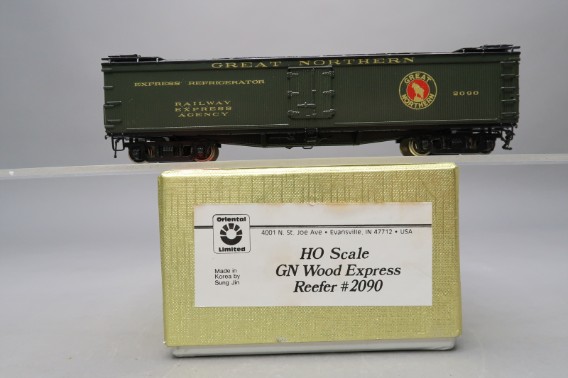 GREAT NORTHERN
EXPRESS REFRIGERATOR
RAILWAY
EXPRESS
AGENCY
GREAT
NORTHERN
2090
Oriental
Limited
4001 N. St. Joe Ave • Evansville, IN 47712 • USA
Made in
Korea by
Sung Jin
HO Scale
GN Wood Express
Reefer #2090